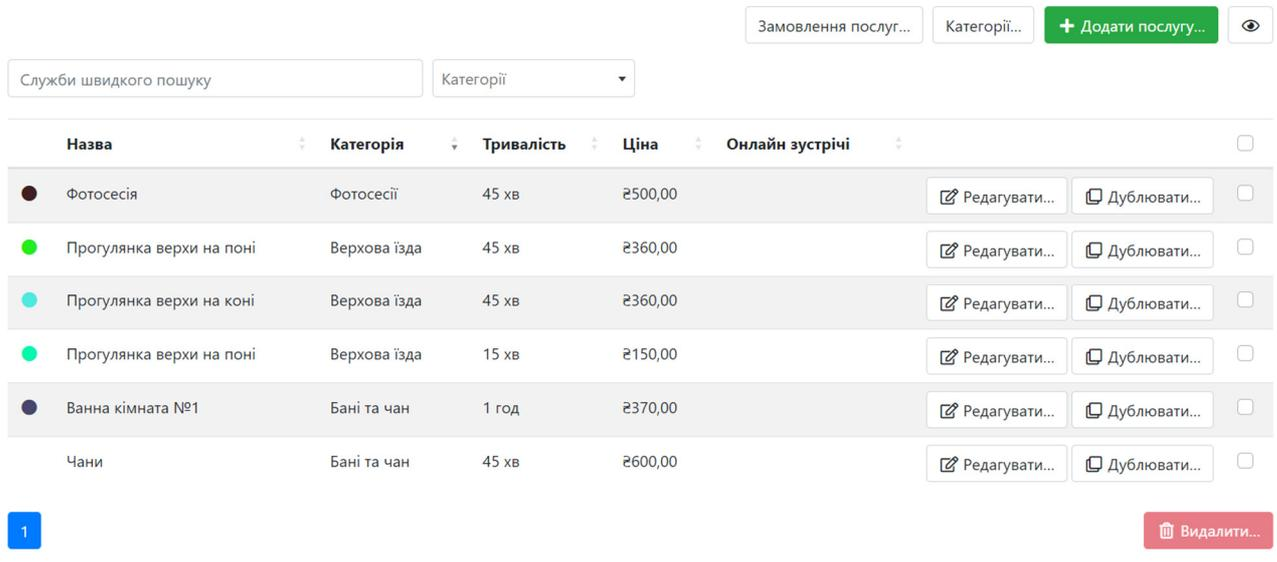 Замовлення послуг... Категорії... Додати послугу...
Служби швидкого пошуку Категорії
Назва Категорія Тривалість Ціна Онлайн зустрічі
Фотосесія Фотосесії 45 хв ₴500,00 Редагувати... Дублювати...
Прогулянка верхи на поні Верхова їзда 45 хв ₴360,00 Редагувати... Дублювати...
Прогулянка верхи на коні Верхова їзда 45 хв ₴360,00 Редагувати... Дублювати...
Прогулянка верхи на поні Верхова їзда 15 хв ₴150,00 Редагувати... Дублювати...
Ванна кімната №1 Бані та чан 1 год ₴370,00 Редагувати... Дублювати...
Чани Бані та чан 45 хв ₴600,00 Редагувати... Дублювати...
1 Видалити...